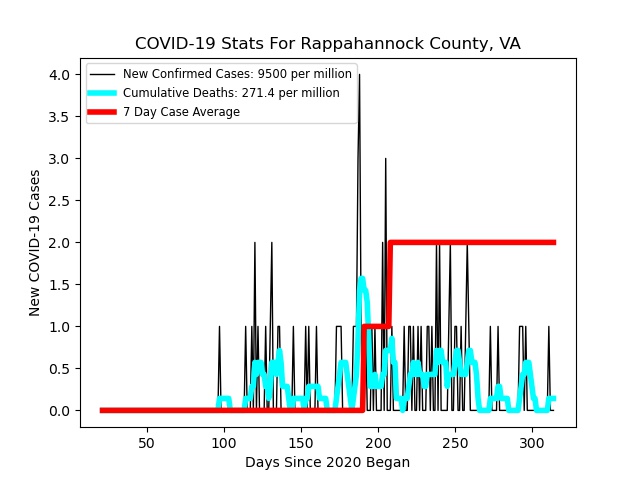 COVID-19 Stats For Rappahannock County, VA
New Confirmed Cases: 9500 per million
Cumulative Deaths: 271.4 per million
7 Day Case Average
New COVID-19 Cases
4.0
3.5
3.0
2.5
2.0
1.5
1.0
0.5
0.0
50 100 150 200 250 300
Days Since 2020 Began